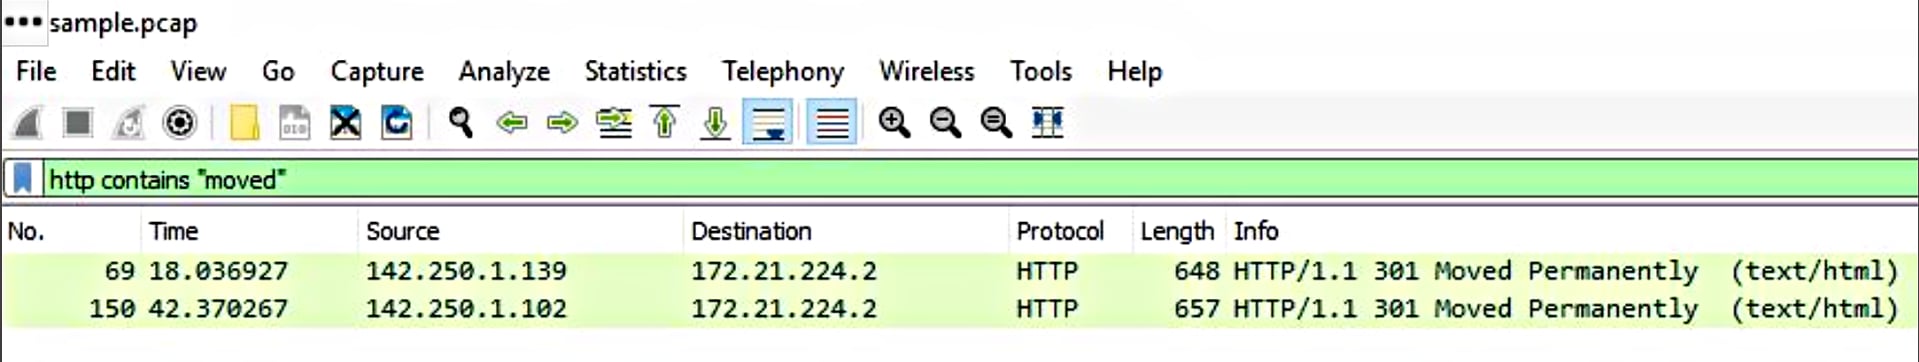 ••• sample.pcap
File Edit View Go Capture Analyze Statistics Telephony Wireless Tools Help
http contains "moved"
No. Time Source Destination Protocol Length Info
69 18.036927 142.250.1.139 172.21.224.2 HTTP 648 HTTP/1.1 301 Moved Permanently (text/html)
150 42.370267 142.250.1.102 172.21.224.2 HTTP 657 HTTP/1.1 301 Moved Permanently (text/html)